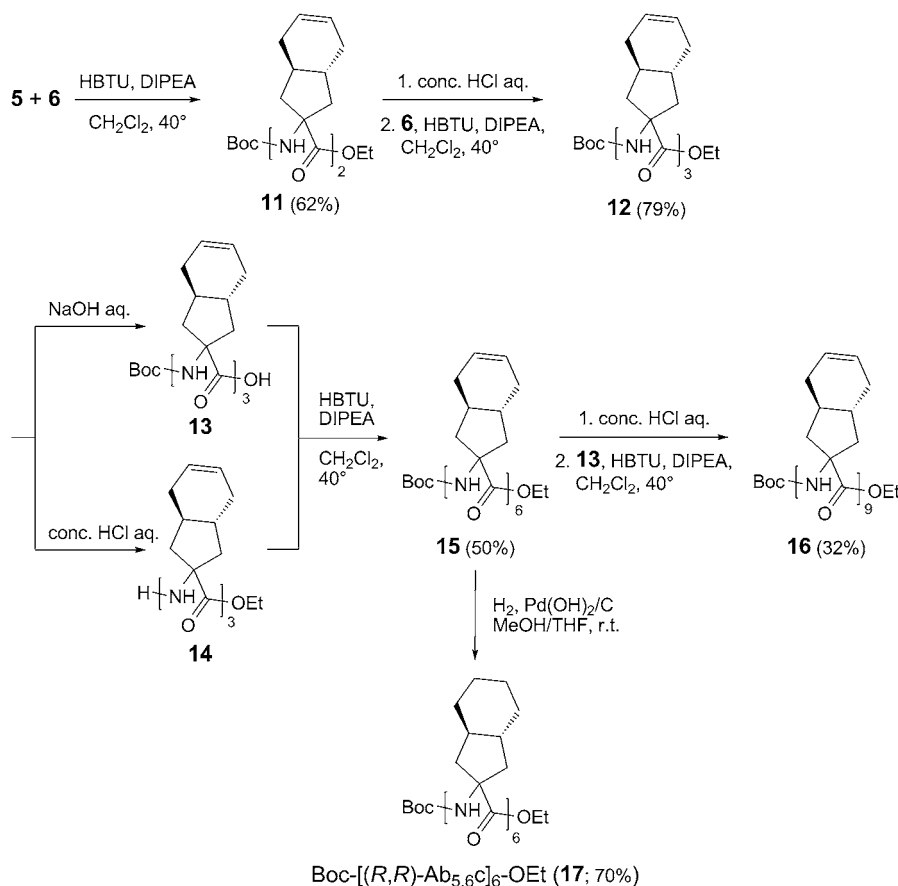 5 + 6
HBTU, DIPEA
CH2Cl2, 40°
Boc
NH
O
OEt
2
11 (62%)
1. conc. HCl aq.
2. 6, HBTU, DIPEA,
CH2Cl2, 40°
Boc
NH
O
OEt
3
12 (79%)
NaOH aq.
Boc
NH
O
OH
3
13
conc. HCl aq.
H
NH
O
OEt
3
14
HBTU,
DIPEA
CH2Cl2,
40°
Boc
NH
O
OEt
6
15 (50%)
1. conc. HCl aq.
2. 13, HBTU, DIPEA,
CH2Cl2, 40°
Boc
NH
O
OEt
9
16 (32%)
H2, Pd(OH)2/C
MeOH/THF, r.t.
Boc
NH
O
OEt
6
Boc-[(R,R)-Ab5,6c]6-OEt (17; 70%)